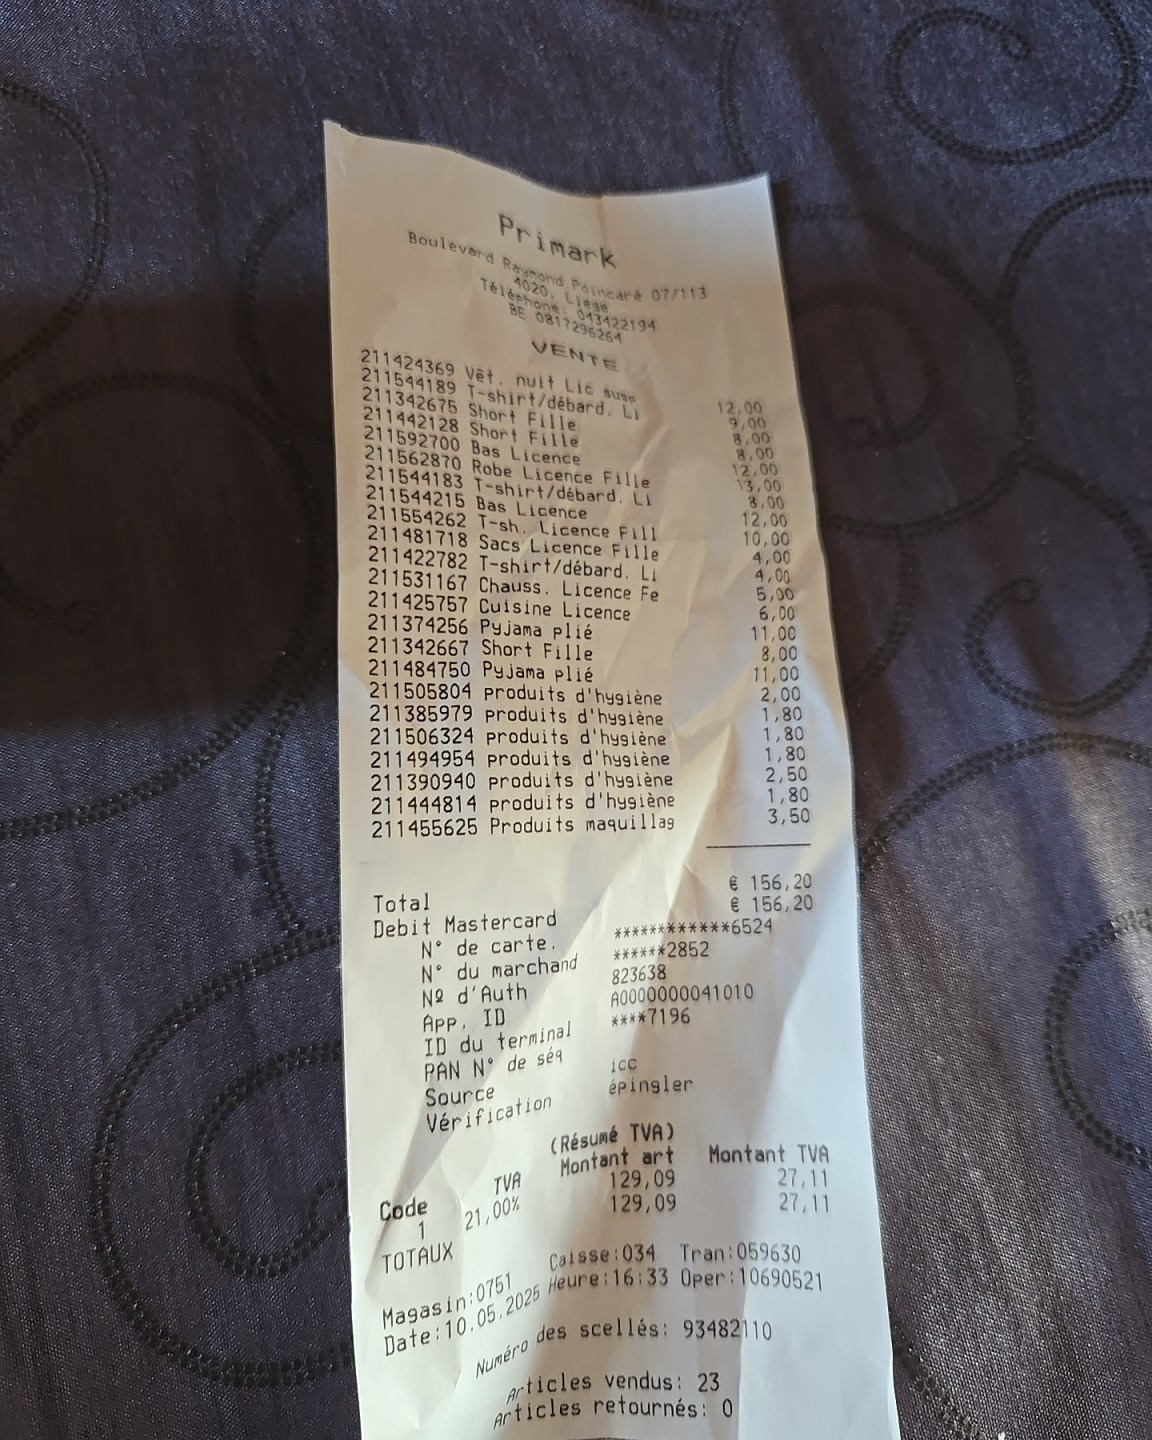 Primark
Boulevard Raymond Poincaré 07/113
4020, Liège
Téléphone: 043422194
BE 0817296264
VENTE
211424369 Vêt. nuit Lic susp 12,00
211544189 T-shirt/débard. Li 9,00
211342675 Short Fille 8,00
211442128 Short Fille 8,00
211592700 Bas Licence 12,00
211562870 Robe Licence Fille 13,00
211544183 T-shirt/débard. Li 8,00
211544215 Bas Licence 12,00
211554262 T-sh. Licence Fill 10,00
211481718 Sacs Licence Fille 4,00
211422782 T-shirt/débard. Li 4,00
211531167 Chauss. Licence Fe 5,00
211425757 Cuisine Licence 6,00
211374256 Pyjama plié 11,00
211342667 Short Fille 8,00
211484750 Pyjama plié 11,00
211505804 produits d'hygiène 2,00
211385979 produits d'hygiène 1,80
211506324 produits d'hygiène 1,80
211494954 produits d'hygiène 1,80
211390940 produits d'hygiène 2,50
211444814 produits d'hygiène 1,80
211455625 Produits maquillag 3,50
Total € 156,20
Debit Mastercard € 156,20
N° de carte. ************6524
N° du marchand ******2852
Nº d'Auth 823638
App. ID A0000000041010
ID du terminal ****7196
PAN N° de séq
Source icc
Vérification épingler
(Résumé TVA)
Code TVA Montant art Montant TVA
1 21,00% 129,09 27,11
TOTAUX 129,09 27,11
Magasin:0751 Caisse:034 Tran:059630
Date:10.05.2025 Heure:16:33 Oper:10690521
Numéro des scellés: 93482110
Articles vendus: 23
Articles retournés: 0